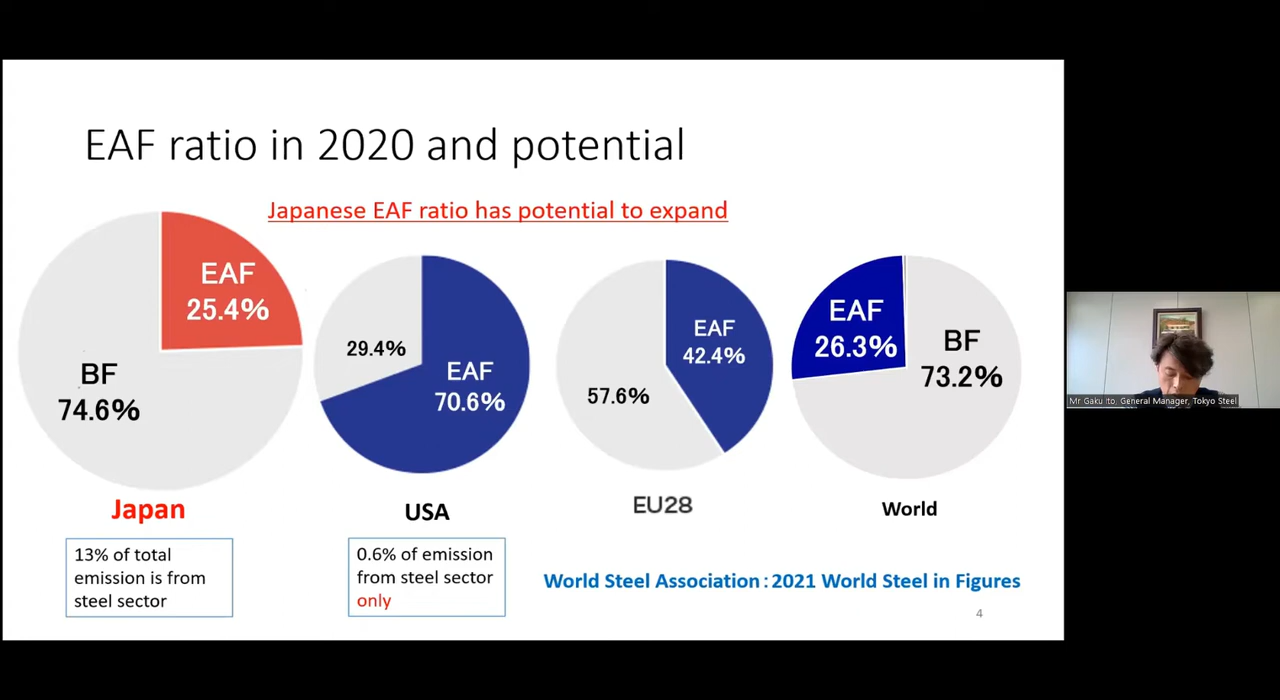 EAF ratio in 2020 and potential
Japanese EAF ratio has potential to expand
EAF
25.4%
BF
74.6%
Japan
13% of total
emission is from
steel sector
29.4%
EAF
70.6%
USA
0.6% of emission
from steel sector
only
EAF
42.4%
57.6%
EU28
EAF
26.3%
BF
73.2%
World
World Steel Association：2021 World Steel in Figures
4
Mr Gaku Ito, General Manager, Tokyo Steel